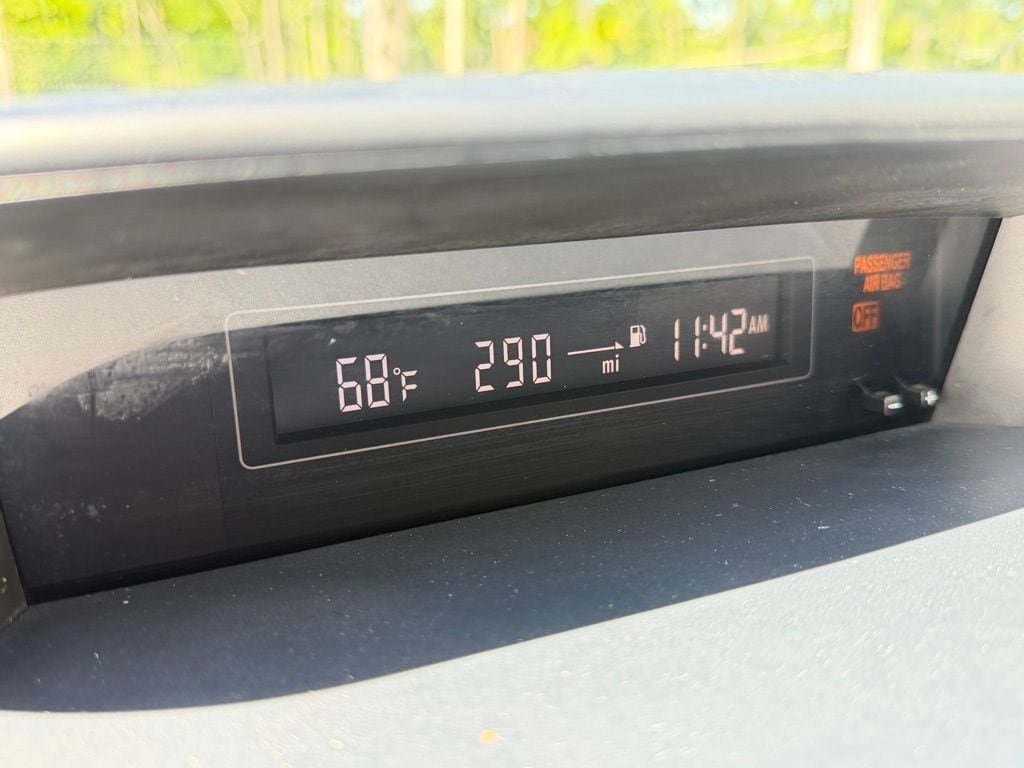 PASSENGER
AIR BAG
OFF
68°F 290 mi 11:42 AM